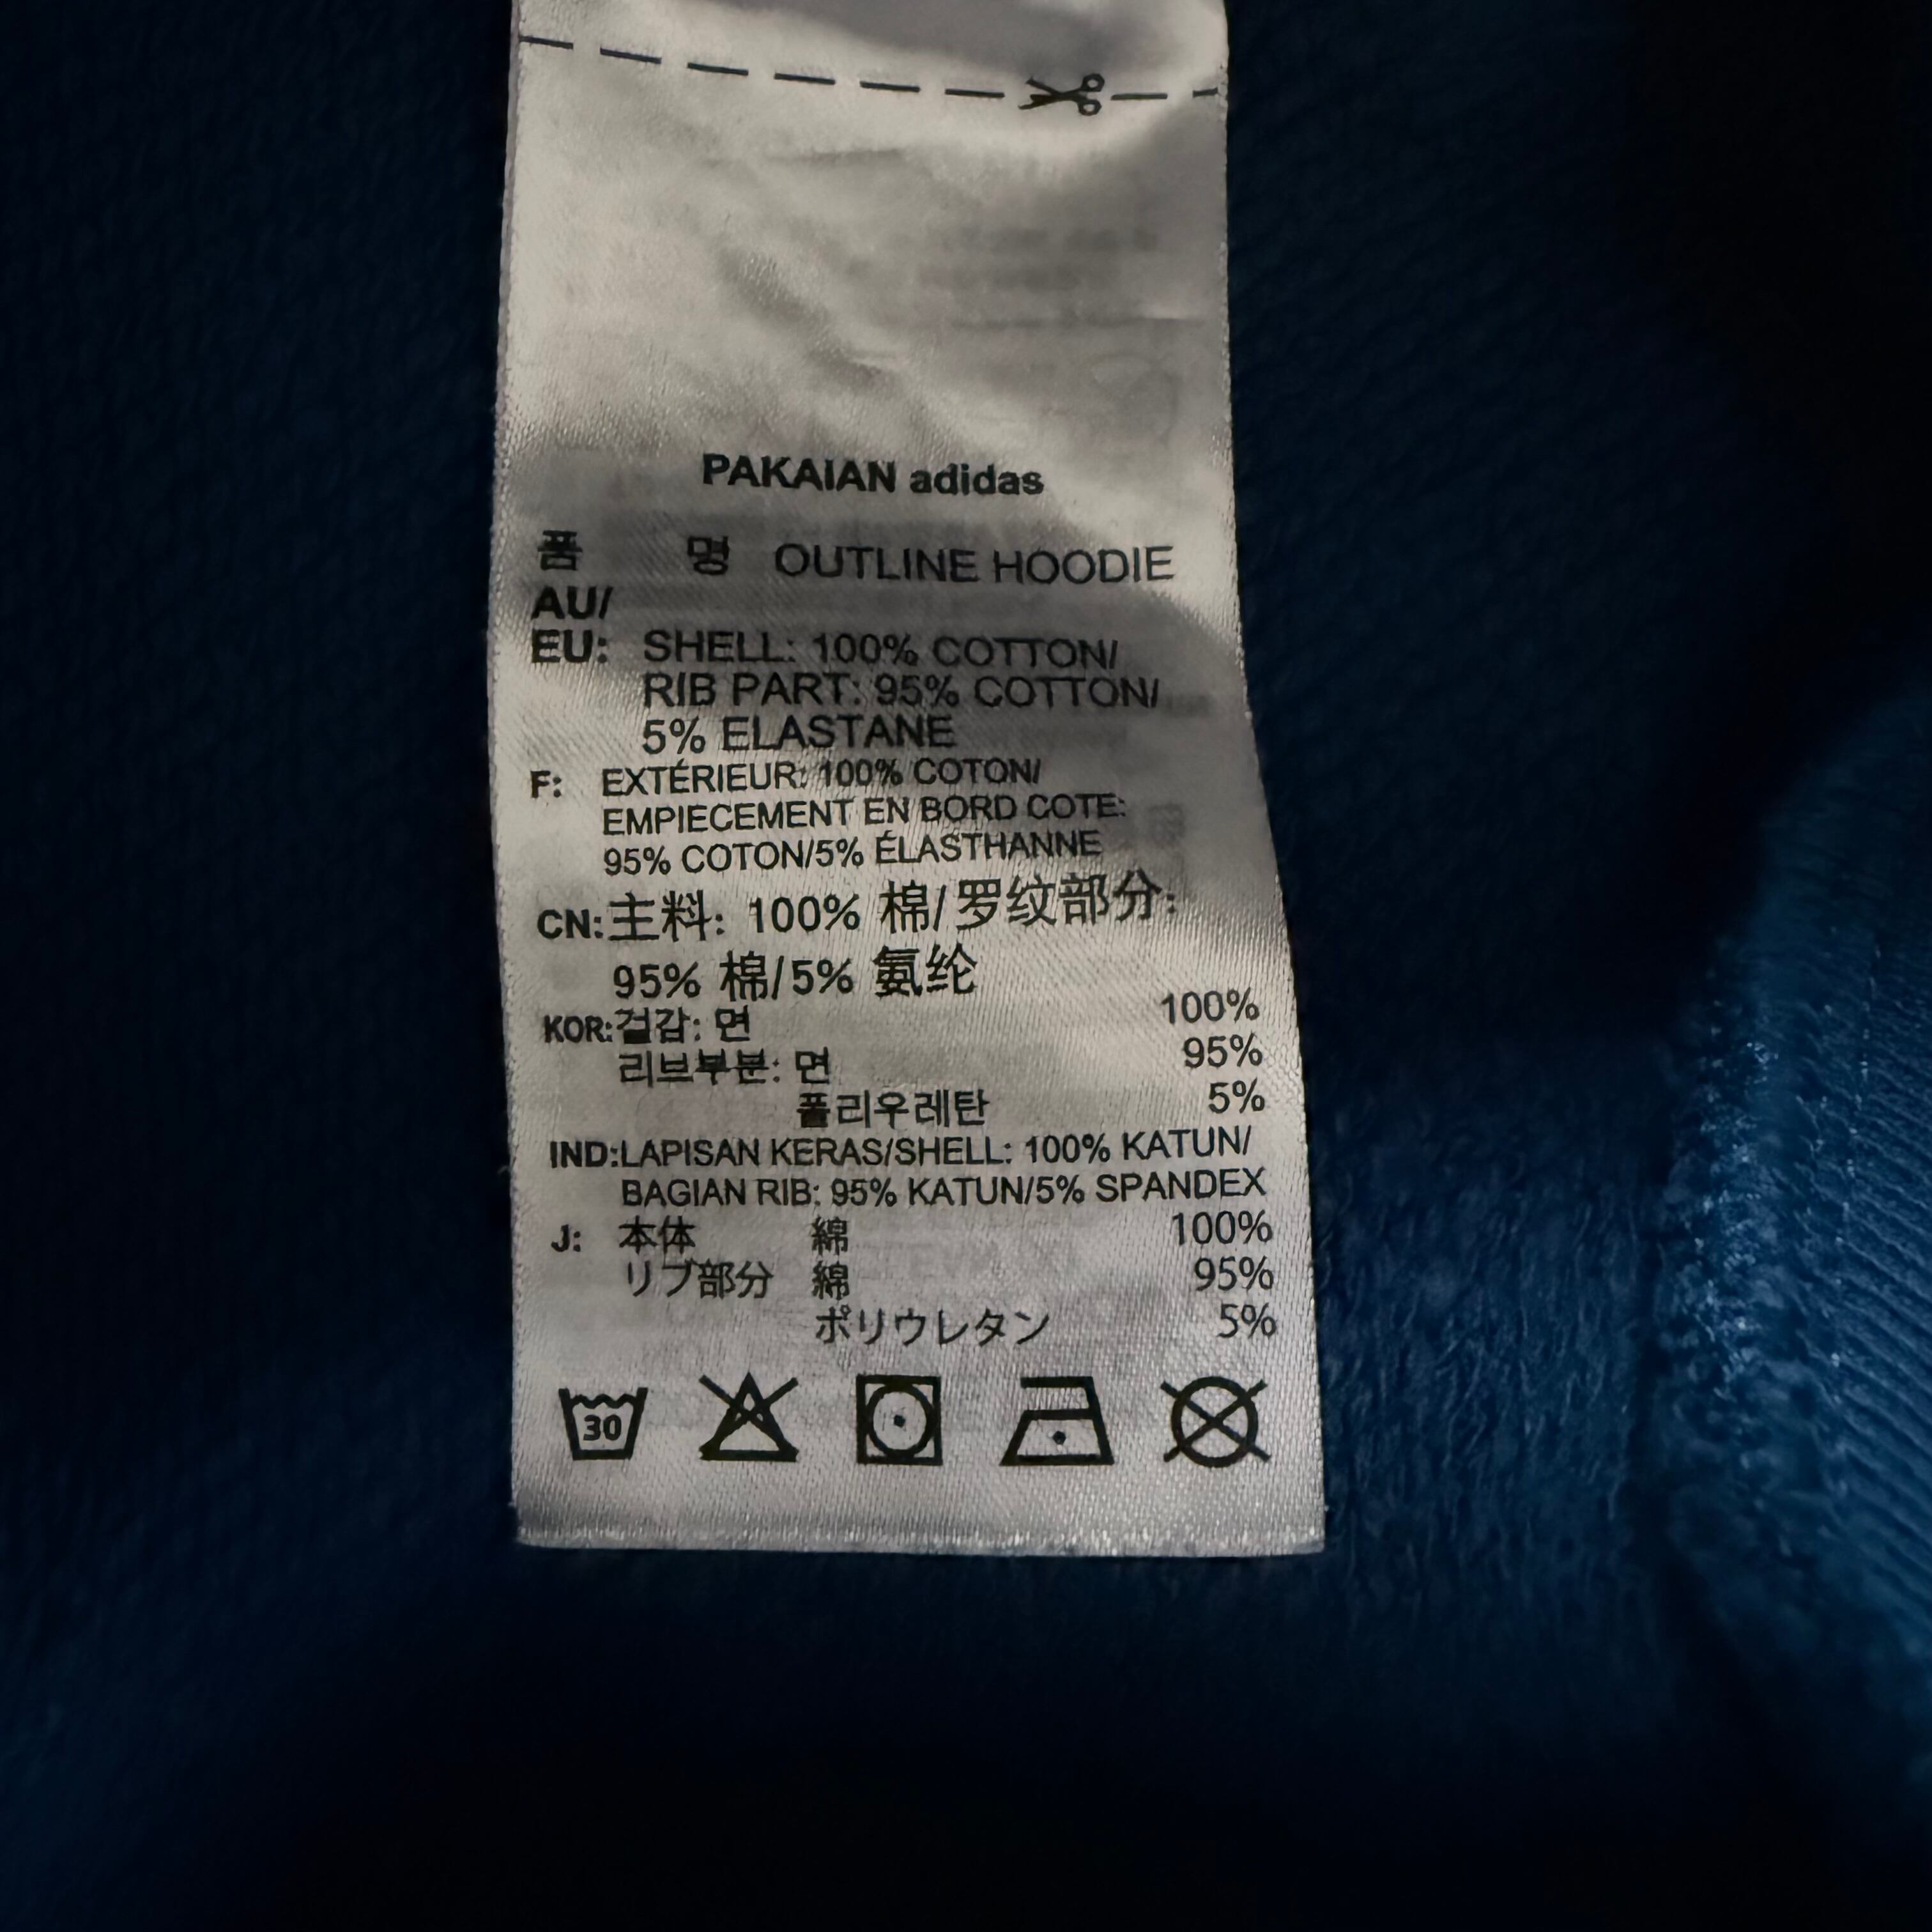 PAKAIAN adidas
품 명 OUTLINE HOODIE
AU/
EU: SHELL: 100% COTTON/
RIB PART: 95% COTTON/
5% ELASTANE
F: EXTÉRIEUR: 100% COTON/
EMPIECEMENT EN BORD COTE:
95% COTON/5% ÉLASTHANNE
CN: 主料: 100% 棉/罗纹部分:
95% 棉/5% 氨纶
KOR: 겉감: 면 100%
리브부분: 면 95%
폴리우레탄 5%
IND: LAPISAN KERAS/SHELL: 100% KATUN/
BAGIAN RIB: 95% KATUN/5% SPANDEX
J: 本体 綿 100%
リブ部分 綿 95%
ポリウレタン 5%
30